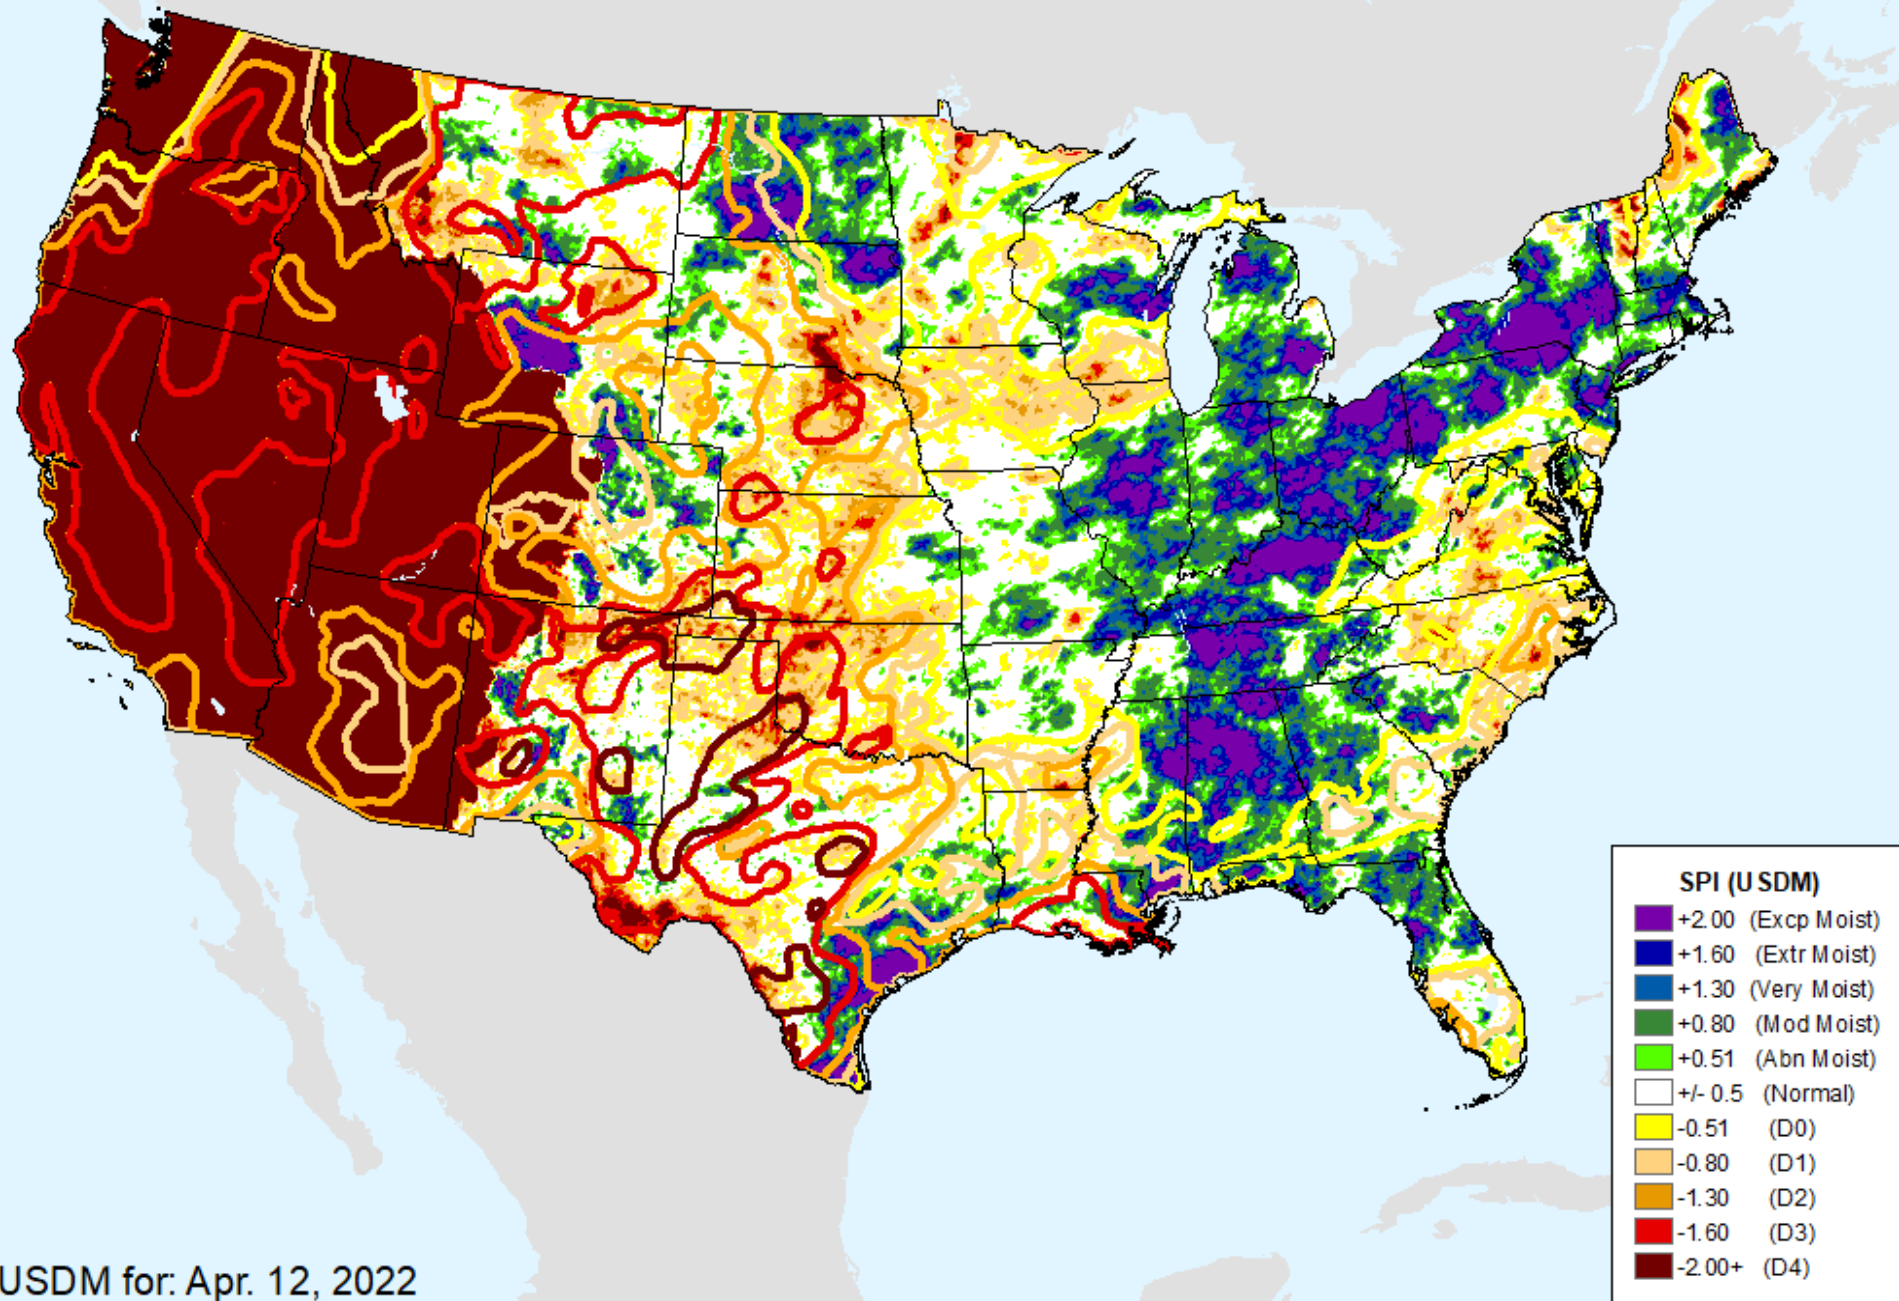 SPI (USDM)
+2.00 (Excp Moist)
+1.60 (Extr Moist)
+1.30 (Very Moist)
+0.80 (Mod Moist)
+0.51 (Abn Moist)
+/- 0.5 (Normal)
-0.51 (D0)
-0.80 (D1)
-1.30 (D2)
-1.60 (D3)
-2.00+ (D4)
USDM for: Apr. 12, 2022